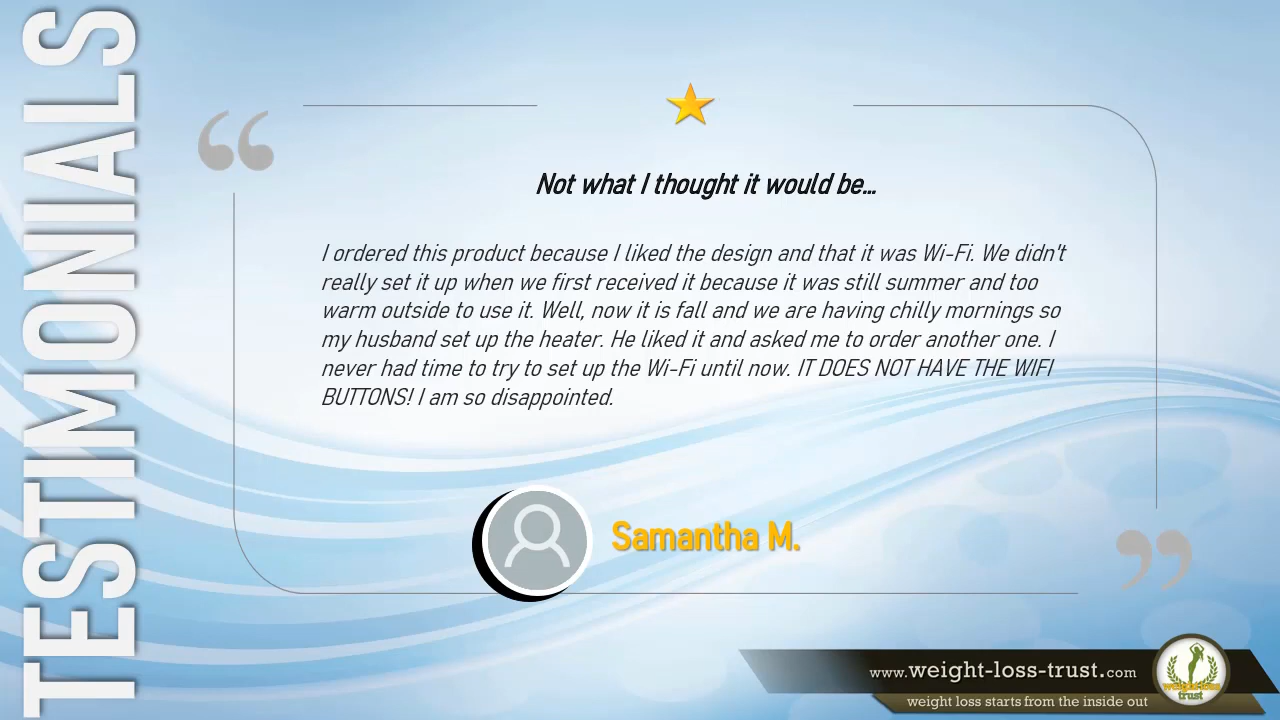 TESTIMONIALS
Not what I thought it would be...
I ordered this product because I liked the design and that it was Wi-Fi. We didn't
really set it up when we first received it because it was still summer and too
warm outside to use it. Well, now it is fall and we are having chilly mornings so
my husband set up the heater. He liked it and asked me to order another one. I
never had time to try to set up the Wi-Fi until now. IT DOES NOT HAVE THE WIFI
BUTTONS! I am so disappointed.
Samantha M.
www.weight-loss-trust.com
weight loss starts from the inside out
weight loss
trust